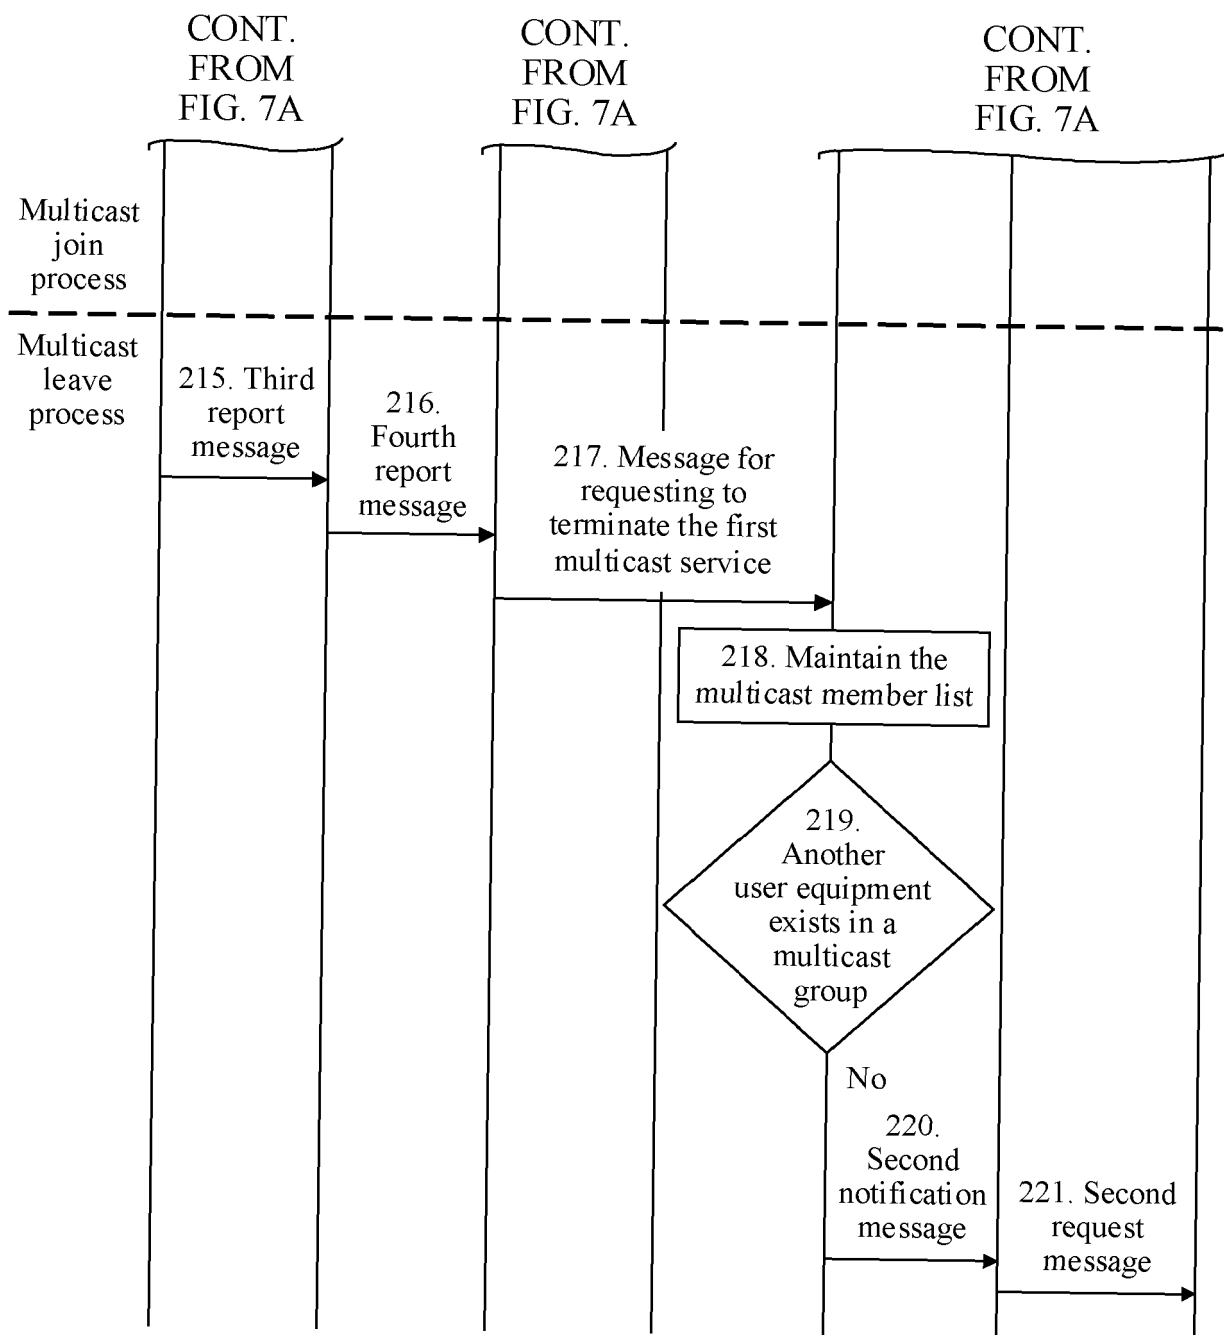 CONT.
FROM
FIG. 7A
CONT.
FROM
FIG. 7A
CONT.
FROM
FIG. 7A
Multicast
join
process
Multicast
leave
process
215. Third
report
message
216.
Fourth
report
message
217. Message for
requesting to
terminate the first
multicast service
218. Maintain the
multicast member list
219.
Another
user equipment
exists in a
multicast
group
No
220.
Second
notification
message
221. Second
request
message